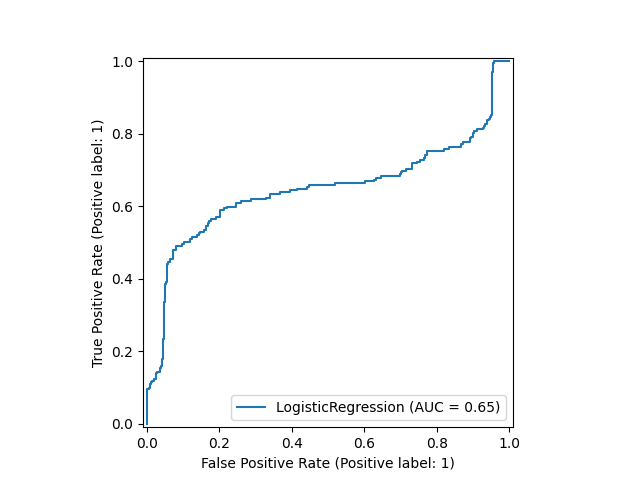 1.0
0.8
0.6
0.4
0.2
0.0
True Positive Rate (Positive label: 1)
LogisticRegression (AUC = 0.65)
0.0 0.2 0.4 0.6 0.8 1.0
False Positive Rate (Positive label: 1)